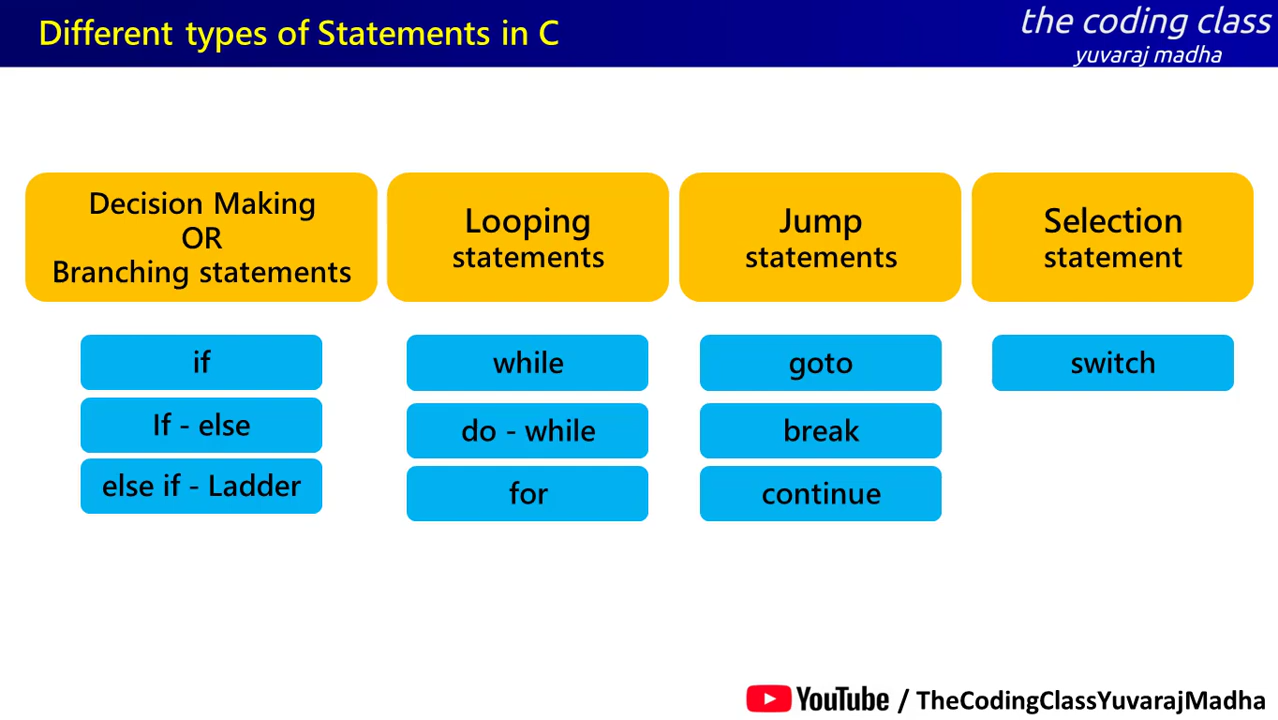 Different types of Statements in C
the coding class
yuvaraj madha
Decision Making
OR
Branching statements
if
If - else
else if - Ladder
Looping
statements
while
do - while
for
Jump
statements
goto
break
continue
Selection
statement
switch
YouTube / TheCodingClassYuvarajMadha